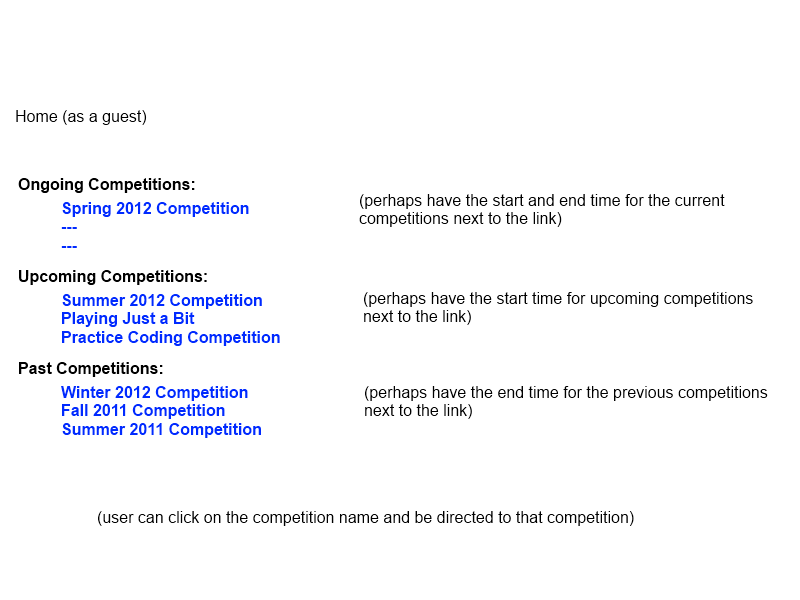 Home (as a guest)
Ongoing Competitions:
Spring 2012 Competition
---
---
(perhaps have the start and end time for the current
competitions next to the link)
Upcoming Competitions:
Summer 2012 Competition
Playing Just a Bit
Practice Coding Competition
(perhaps have the start time for upcoming competitions
next to the link)
Past Competitions:
Winter 2012 Competition
Fall 2011 Competition
Summer 2011 Competition
(perhaps have the end time for the previous competitions
next to the link)
(user can click on the competition name and be directed to that competition)